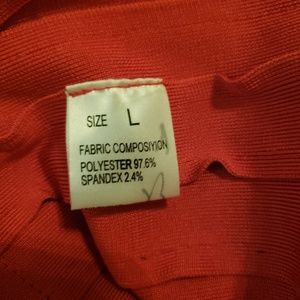 SIZE L
FABRIC COMPOSIYION
POLYESTER 97.6%
SPANDEX 2.4%